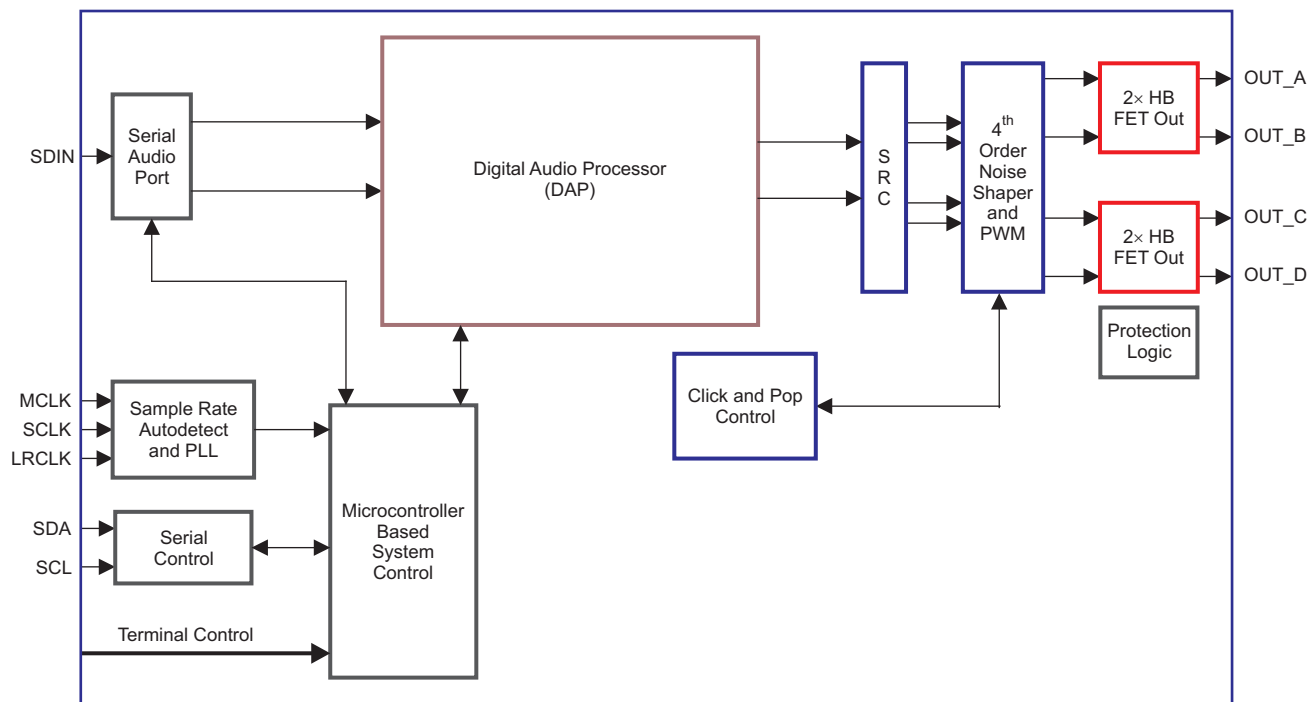 SDIN
Serial
Audio
Port
Digital Audio Processor
(DAP)
S
R
C
4th
Order
Noise
Shaper
and
PWM
2× HB
FET Out
OUT_A
OUT_B
2× HB
FET Out
OUT_C
OUT_D
Protection
Logic
Click and Pop
Control
MCLK
SCLK
LRCLK
Sample Rate
Autodetect
and PLL
SDA
SCL
Serial
Control
Microcontroller
Based
System
Control
Terminal Control